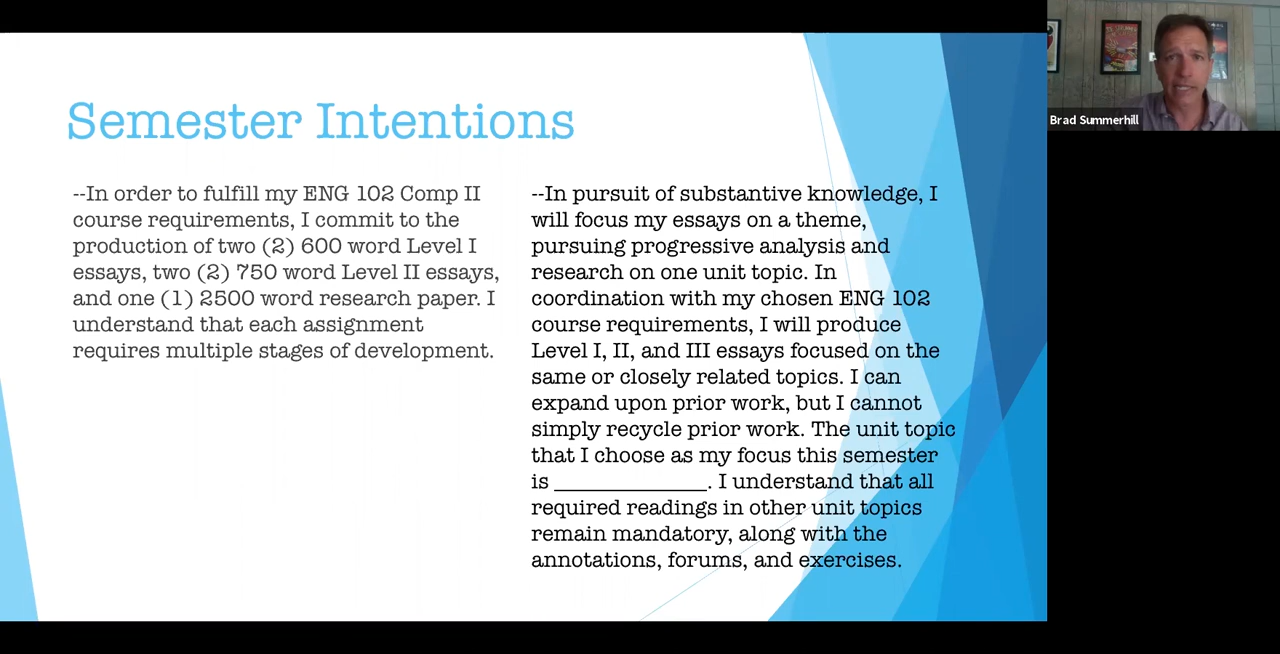 Semester Intentions
--In order to fulfill my ENG 102 Comp II
course requirements, I commit to the
production of two (2) 600 word Level I
essays, two (2) 750 word Level II essays,
and one (1) 2500 word research paper. I
understand that each assignment
requires multiple stages of development.
--In pursuit of substantive knowledge, I
will focus my essays on a theme,
pursuing progressive analysis and
research on one unit topic. In
coordination with my chosen ENG 102
course requirements, I will produce
Level I, II, and III essays focused on the
same or closely related topics. I can
expand upon prior work, but I cannot
simply recycle prior work. The unit topic
that I choose as my focus this semester
is ______________. I understand that all
required readings in other unit topics
remain mandatory, along with the
annotations, forums, and exercises.
Brad Summerhill